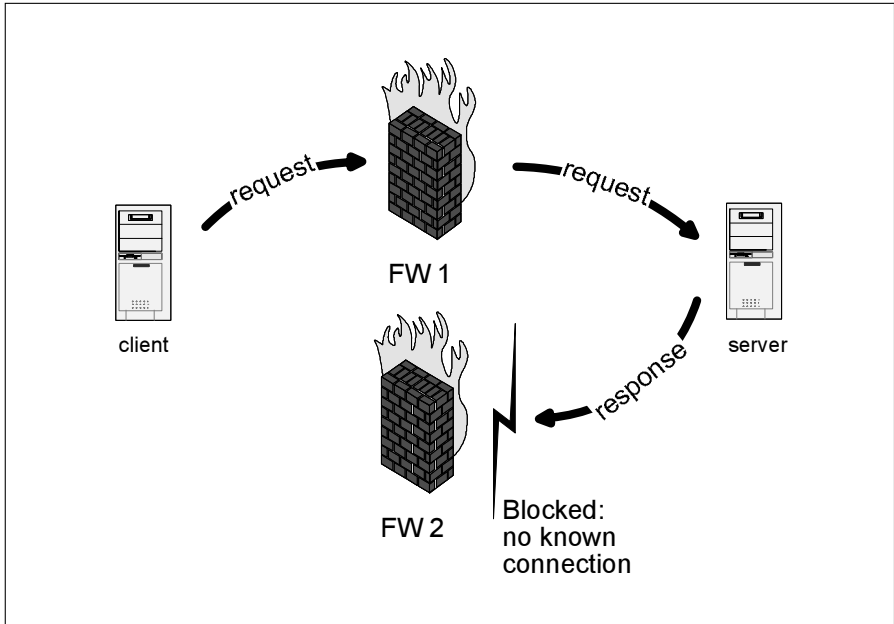 request
request
FW 1
client
server
response
FW 2
Blocked:
no known
connection